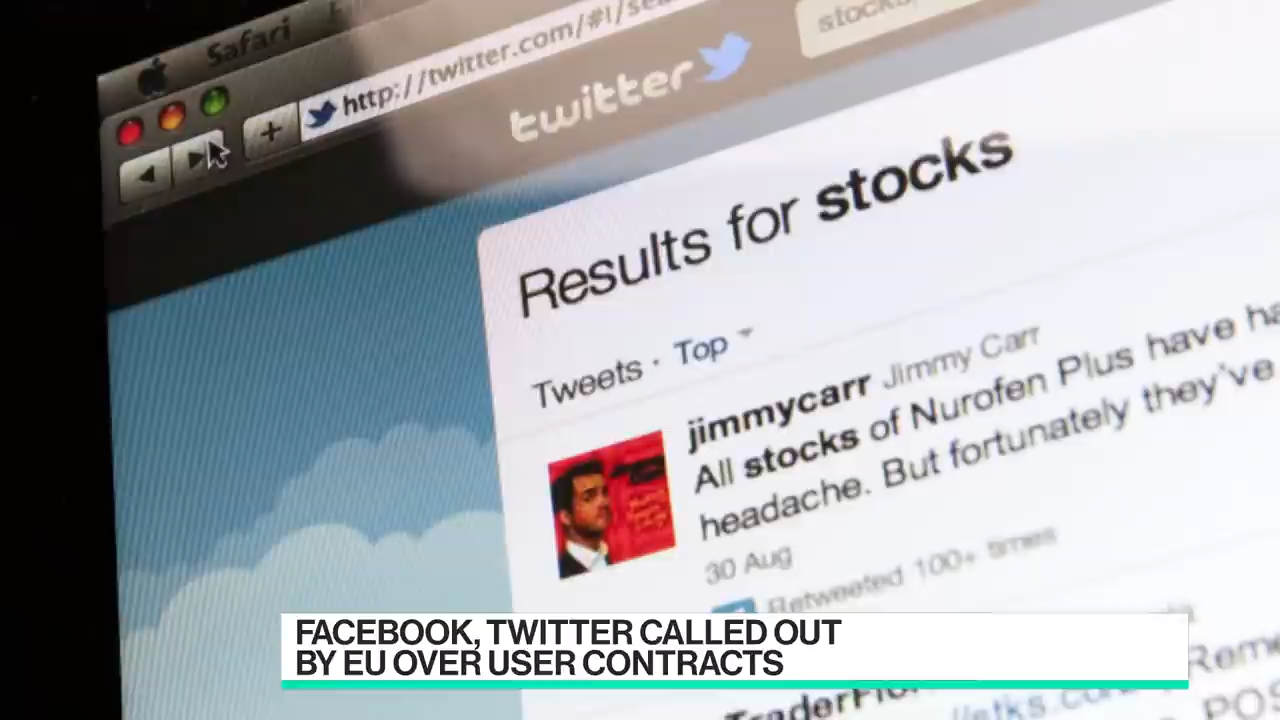 Safari
http://twitter.com/#!/sea
stocks
twitter
Results for stocks
Tweets · Top
jimmycarr Jimmy Carr
All stocks of Nurofen Plus have ha
headache. But fortunately they've
30 Aug
Retweeted 100+ times
FACEBOOK, TWITTER CALLED OUT
BY EU OVER USER CONTRACTS